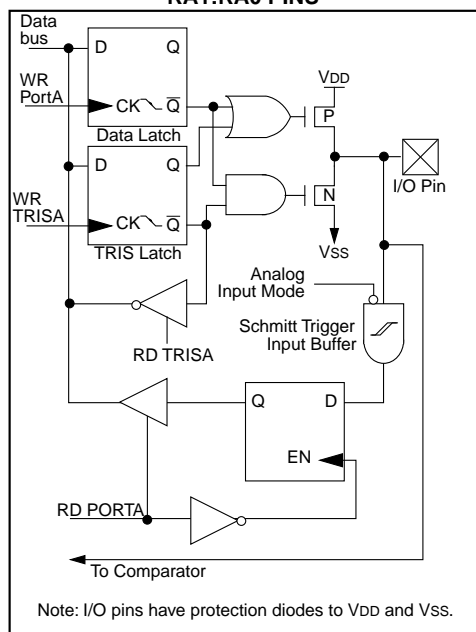 RA1:RA0 PINS
Data
bus
D Q
VDD
WR
PortA
CK Q
P
Data Latch
D Q
N
I/O Pin
WR
TRISA
CK Q
VSS
TRIS Latch
Analog
Input Mode
Schmitt Trigger
Input Buffer
RD TRISA
Q D
EN
RD PORTA
To Comparator
Note: I/O pins have protection diodes to VDD and VSS.